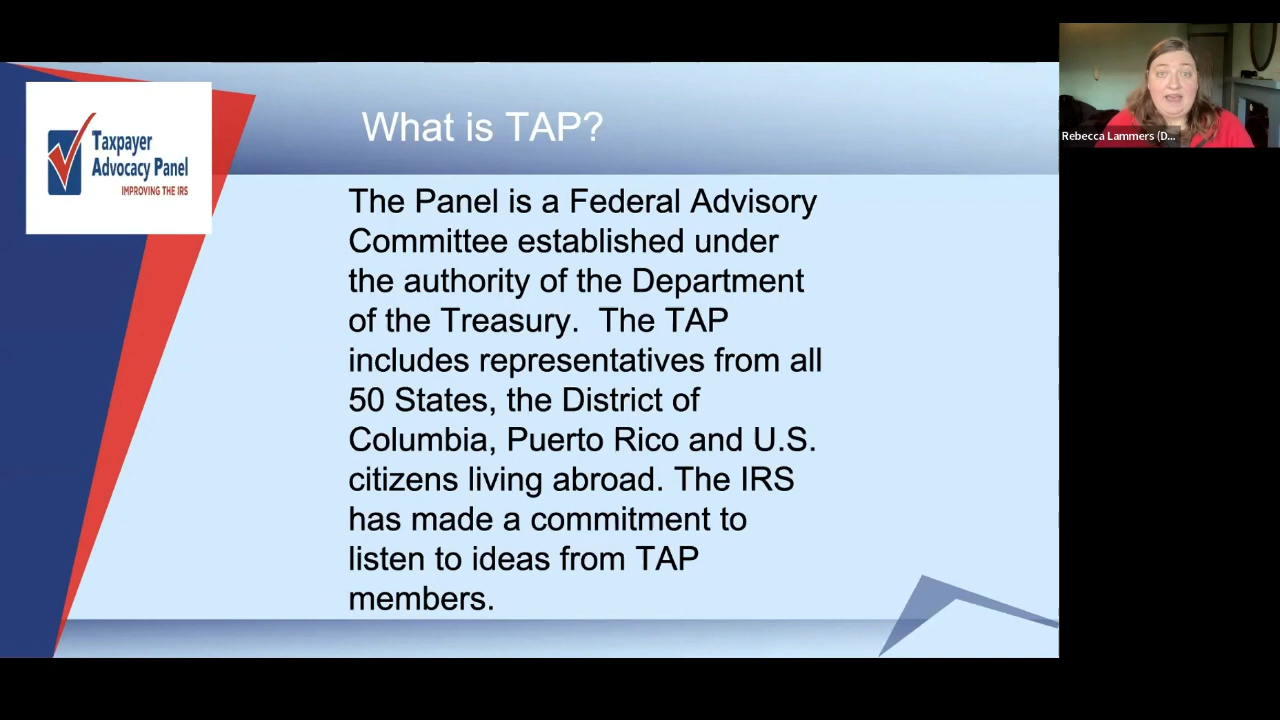 Taxpayer
Advocacy Panel
IMPROVING THE IRS
What is TAP?
The Panel is a Federal Advisory
Committee established under
the authority of the Department
of the Treasury.  The TAP
includes representatives from all
50 States, the District of
Columbia, Puerto Rico and U.S.
citizens living abroad. The IRS
has made a commitment to
listen to ideas from TAP
members.
Rebecca Lammers (D...